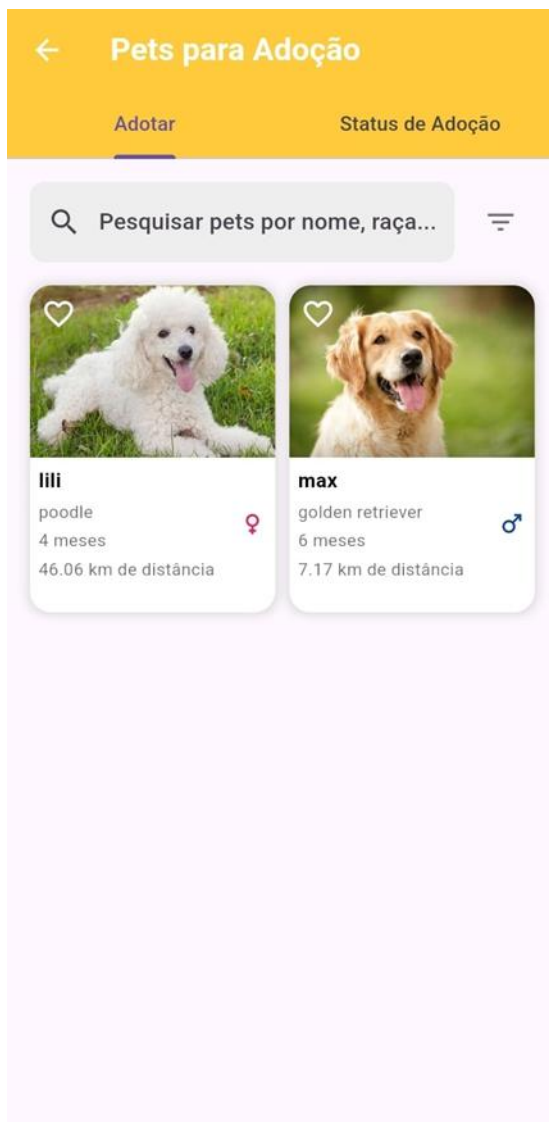 Pets para Adoção
Adotar
Status de Adoção
Pesquisar pets por nome, raça...
lili
poodle
4 meses
46.06 km de distância
max
golden retriever
6 meses
7.17 km de distância